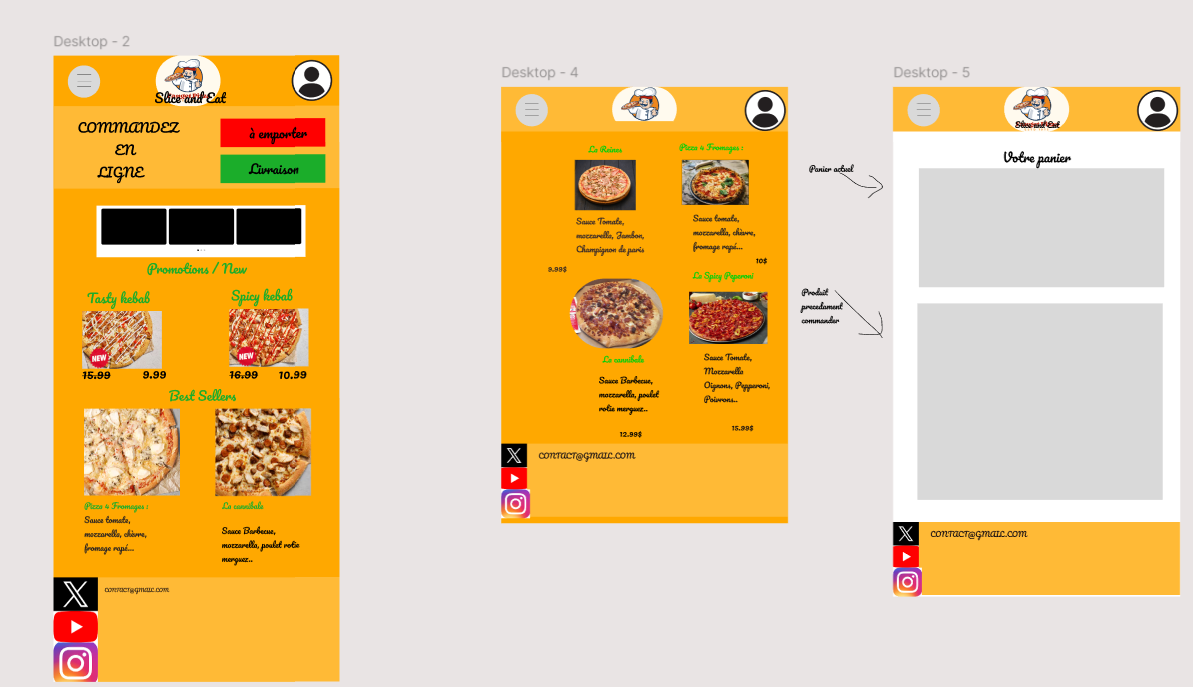 Desktop - 2
Slice and Eat
COMMANDEZ
EN
LIGNE
à emporter
Livraison
Promotions / New
Tasty kebab
Spicy kebab
NEW
NEW
15.99
9.99
16.99
10.99
Best Sellers
Pizza 4 Fromages :
Sauce tomate,
mozzarella, chèvre,
fromage rapé...
La cannibale
Sauce Barbecue,
mozzarella, poulet rotie
merguez..
CONTACT@GMAIL.COM
Desktop - 4
La Reines
Pizza 4 Fromages :
Sauce Tomate,
mozzarella, Jambon,
Champignon de paris
9.99$
Sauce tomate,
mozzarella, chèvre,
fromage rapé...
10$
La cannibale
Sauce Barbecue,
mozzarella, poulet
rotie merguez..
12.99$
La Spicy Peperoni
Sauce Tomate,
Mozzarella
Oignons, Pepperoni,
Poivrons..
15.99$
CONTACT@GMAIL.COM
Panier actuel
Produit
precedament
commander
Desktop - 5
Slice and Eat
Votre panier
CONTACT@GMAIL.COM